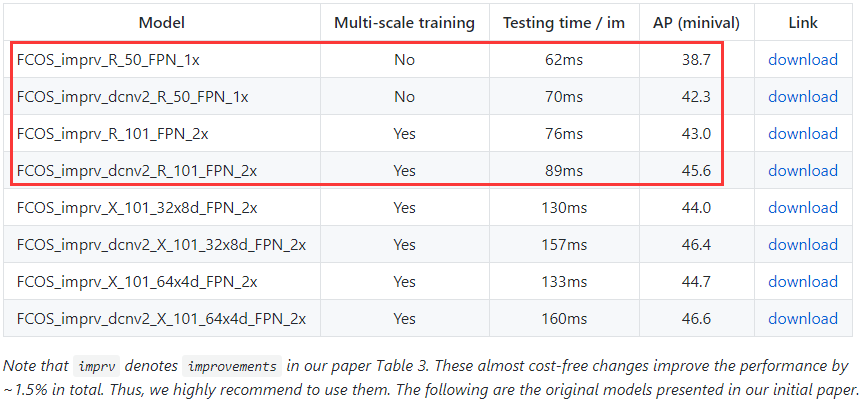 Model Multi-scale training Testing time / im AP (minival) Link
FCOS_imprv_R_50_FPN_1x No 62ms 38.7 download
FCOS_imprv_dcnv2_R_50_FPN_1x No 70ms 42.3 download
FCOS_imprv_R_101_FPN_2x Yes 76ms 43.0 download
FCOS_imprv_dcnv2_R_101_FPN_2x Yes 89ms 45.6 download
FCOS_imprv_X_101_32x8d_FPN_2x Yes 130ms 44.0 download
FCOS_imprv_dcnv2_X_101_32x8d_FPN_2x Yes 157ms 46.4 download
FCOS_imprv_X_101_64x4d_FPN_2x Yes 133ms 44.7 download
FCOS_imprv_dcnv2_X_101_64x4d_FPN_2x Yes 160ms 46.6 download
Note that imprv denotes improvements in our paper Table 3. These almost cost-free changes improve the performance by
~1.5% in total. Thus, we highly recommend to use them. The following are the original models presented in our initial paper.